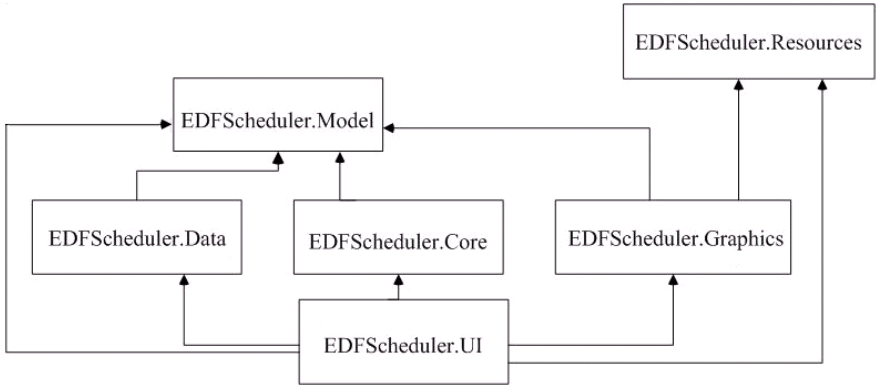 EDFScheduler.Resources
EDFScheduler.Model
EDFScheduler.Data
EDFScheduler.Core
EDFScheduler.Graphics
EDFScheduler.UI